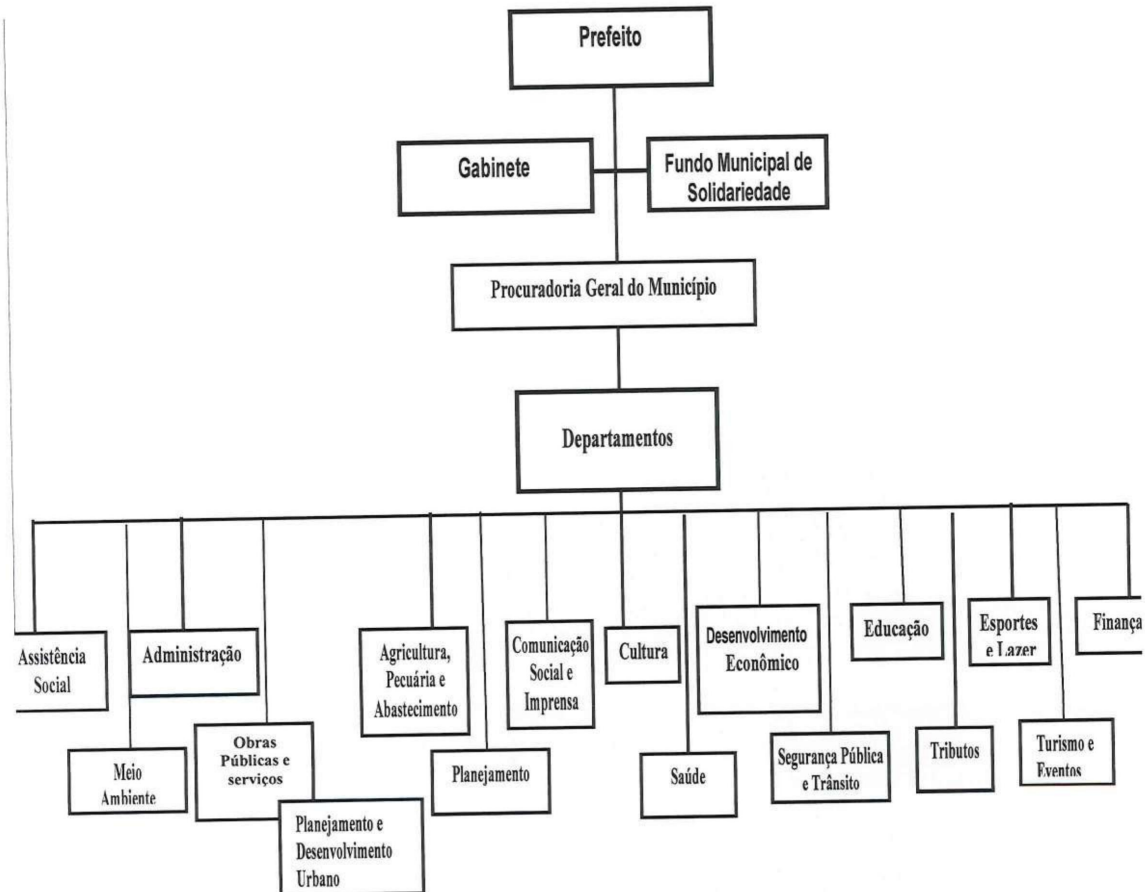 Prefeito
Gabinete
Fundo Municipal de
Solidariedade
Procuradoria Geral do Município
Departamentos
Assistência
Social
Administração
Agricultura,
Pecuária e
Abastecimento
Comunicação
Social e
Imprensa
Cultura
Desenvolvimento
Econômico
Educação
Esportes
e Lazer
Finança
Meio
Ambiente
Obras
Públicas e
serviços
Planejamento e
Desenvolvimento
Urbano
Planejamento
Saúde
Segurança Pública
e Trânsito
Tributos
Turismo e
Eventos